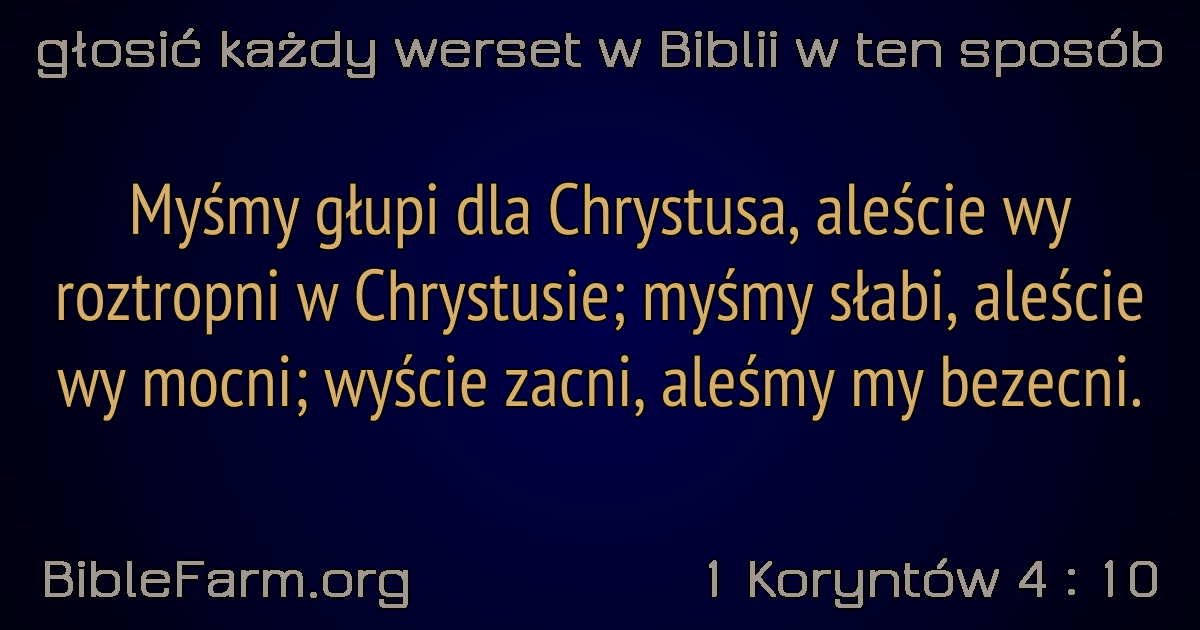 głosić każdy werset w Biblii w ten sposób
Myśmy głupi dla Chrystusa, aleście wy
roztropni w Chrystusie; myśmy słabi, aleście
wy mocni; wyście zacni, aleśmy my bezecni.
BibleFarm.org
1 Koryntów 4 : 10